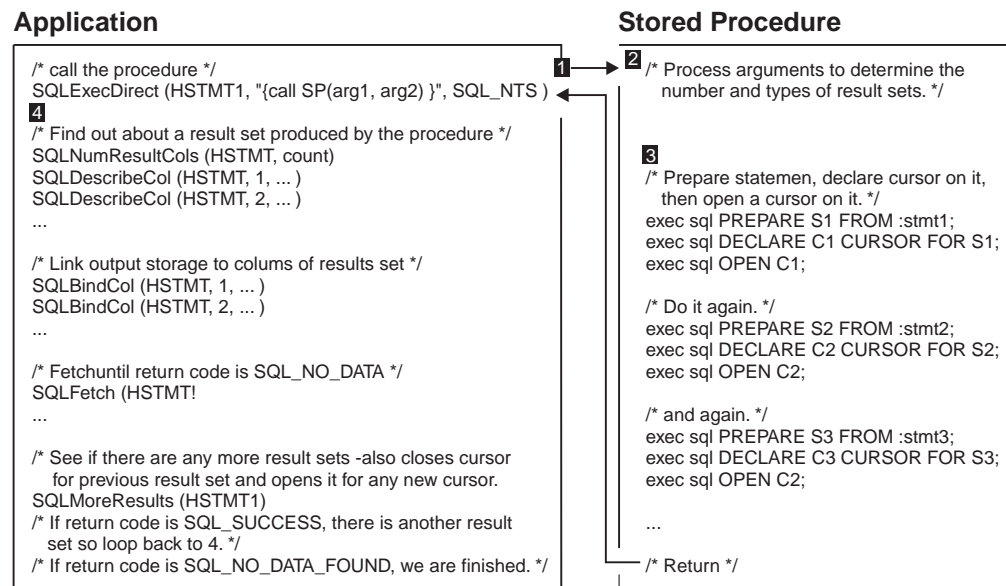 Application
/* call the procedure */
1
SQLExecDirect (HSTMT1, "{call SP(arg1, arg2) }", SQL_NTS )
4
/* Find out about a result set produced by the procedure */
SQLNumResultCols (HSTMT, count)
SQLDescribeCol (HSTMT, 1, ... )
SQLDescribeCol (HSTMT, 2, ... )
...
/* Link output storage to colums of results set */
SQLBindCol (HSTMT, 1, ... )
SQLBindCol (HSTMT, 2, ... )
...
/* Fetchuntil return code is SQL_NO_DATA */
SQLFetch (HSTMT!
...
/* See if there are any more result sets -also closes cursor
for previous result set and opens it for any new cursor.
SQLMoreResults (HSTMT1)
/* If return code is SQL_SUCCESS, there is another result
set so loop back to 4. */
/* If return code is SQL_NO_DATA_FOUND, we are finished. */
Stored Procedure
2
/* Process arguments to determine the
number and types of result sets. */
3
/* Prepare statemen, declare cursor on it,
then open a cursor on it. */
exec sql PREPARE S1 FROM :stmt1;
exec sql DECLARE C1 CURSOR FOR S1;
exec sql OPEN C1;
/* Do it again. */
exec sql PREPARE S2 FROM :stmt2;
exec sql DECLARE C2 CURSOR FOR S2;
exec sql OPEN C2;
/* and again. */
exec sql PREPARE S3 FROM :stmt3;
exec sql DECLARE C3 CURSOR FOR S3;
exec sql OPEN C2;
...
/* Return */